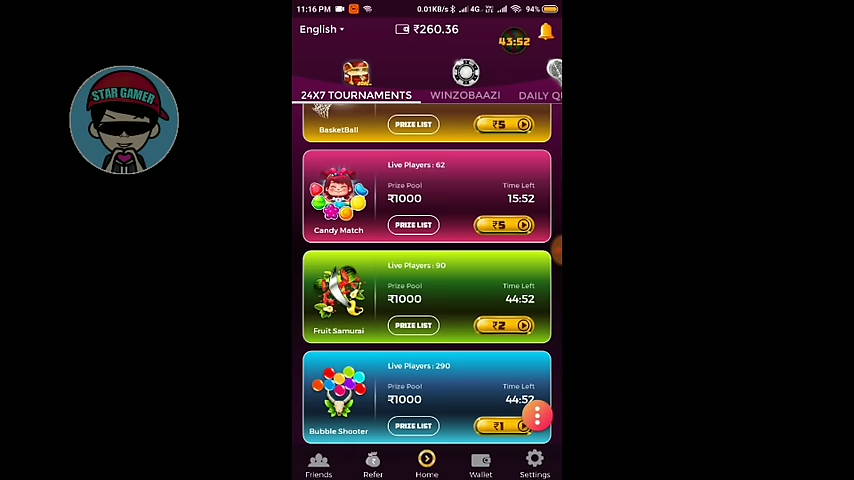 11:16 PM
0.01KB/s
4G
94%
English
₹260.36
43:52
STAR GAMER
24X7 TOURNAMENTS
WINZOBAAZI
DAILY Q
BasketBall
PRIZE LIST
₹5
Live Players : 62
Prize Pool
Time Left
₹1000
15:52
Candy Match
PRIZE LIST
₹5
Live Players : 90
Prize Pool
Time Left
₹1000
44:52
Fruit Samurai
PRIZE LIST
₹2
Live Players : 290
Prize Pool
Time Left
₹1000
44:52
Bubble Shooter
PRIZE LIST
₹1
Friends
Refer
Home
Wallet
Settings